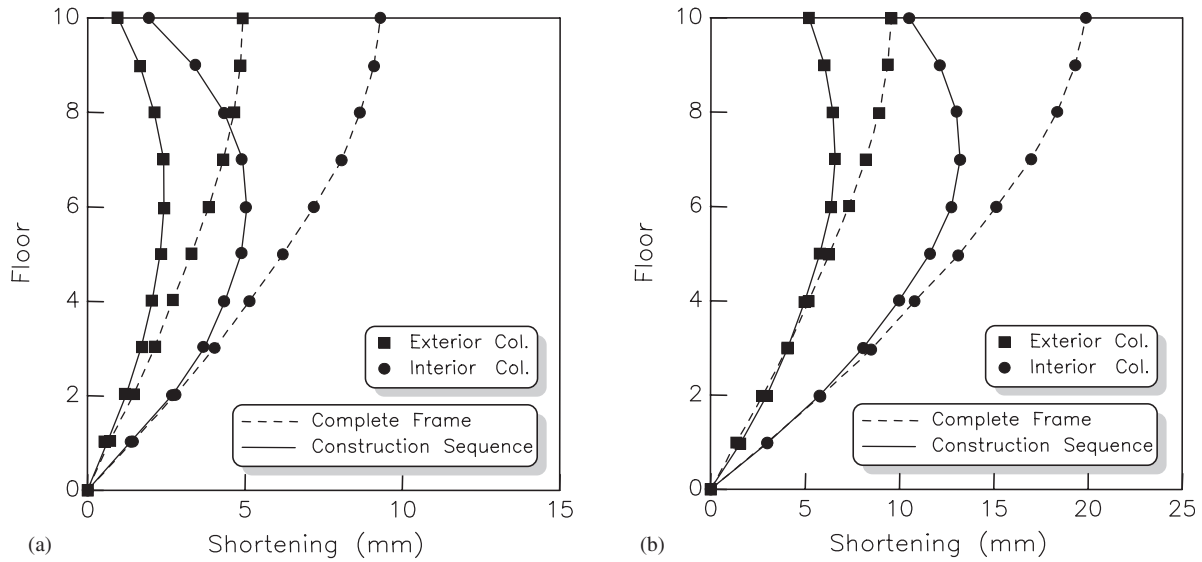 10
8
6
4
2
0
Floor
0
5
10
15
Shortening (mm)
Exterior Col.
Interior Col.
Complete Frame
Construction Sequence
(a)
10
8
6
4
2
0
Floor
0
5
10
15
20
25
Shortening (mm)
Exterior Col.
Interior Col.
Complete Frame
Construction Sequence
(b)